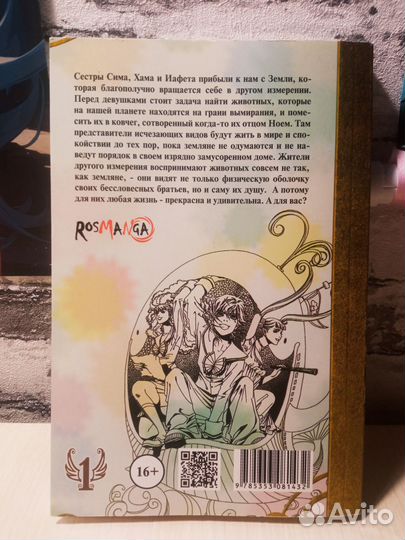 Сестры Сима, Хама и Иафета прибыли к нам с Земли, ко-
торая благополучно вращается себе в другом измерении.
Перед девушками стоит задача найти животных, которые
на нашей планете находятся на грани вымирания, и поме-
сить их в ковчег, сотворенный когда-то их отцом Ноем. Там
представители исчезающих видов будут жить в мире и спо-
койствии до тех пор, пока земляне не одумаются и не на-
ведут порядок в своем изрядно замусоренном доме. Жители
другого измерения воспринимают животных совсем не так,
как земляне, - они видят не только физическую оболочку
своих бессловесных братьев, но и саму их душу. А потому
для них любая жизнь - прекрасна и удивительна. А для вас?
ROSMANGA
1
16+
9 785353 081432
Avito